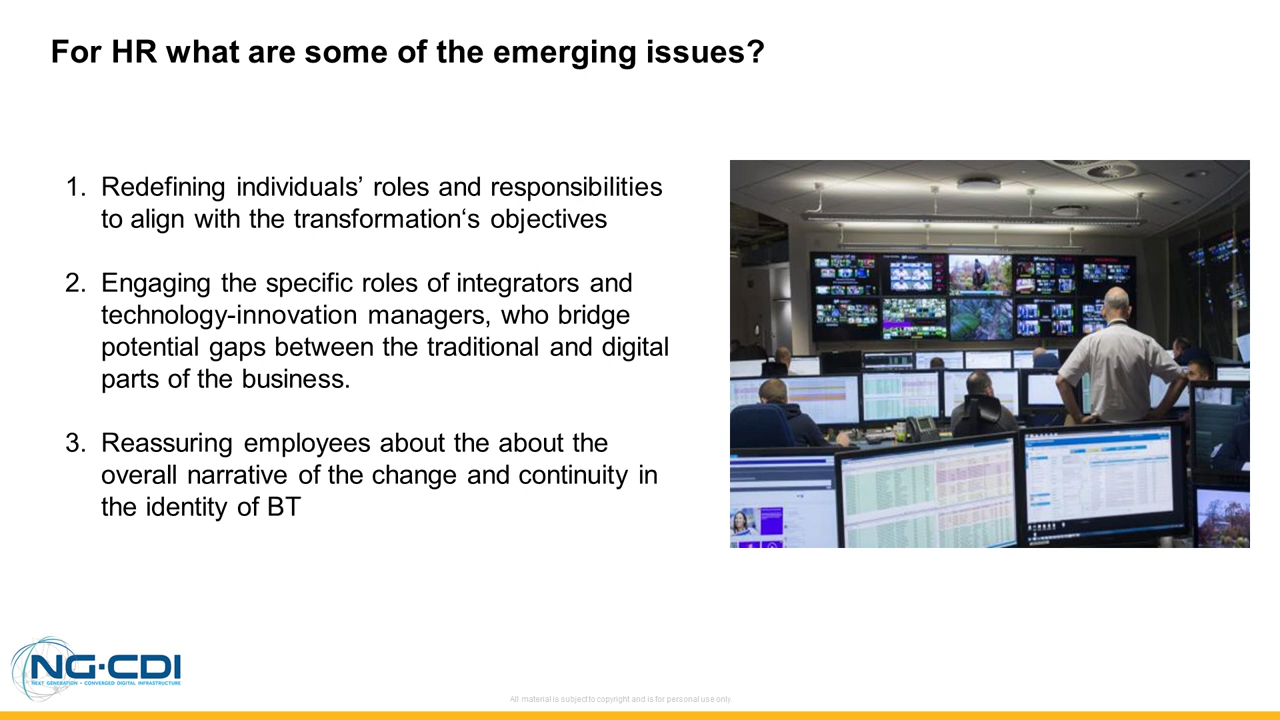 For HR what are some of the emerging issues?
1. Redefining individuals’ roles and responsibilities
to align with the transformation‘s objectives
2. Engaging the specific roles of integrators and
technology-innovation managers, who bridge
potential gaps between the traditional and digital
parts of the business.
3. Reassuring employees about the about the
overall narrative of the change and continuity in
the identity of BT
NG·CDI
NEXT GENERATION · CONVERGED DIGITAL INFRASTRUCTURE
All material is subject to copyright and is for personal use only.